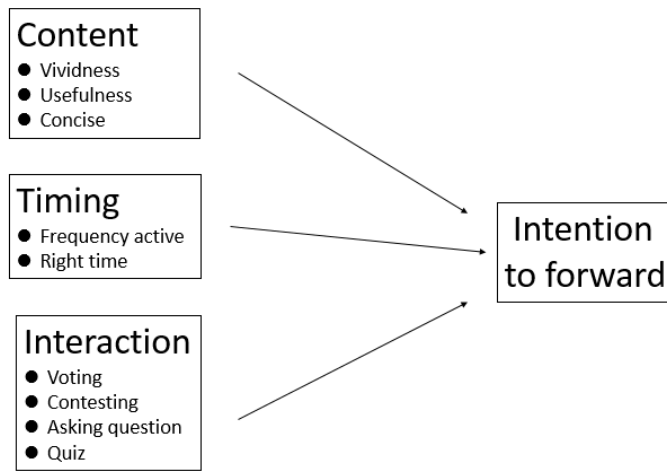 Content
● Vividness
● Usefulness
● Concise
Timing
● Frequency active
● Right time
Interaction
● Voting
● Contesting
● Asking question
● Quiz
Intention
to forward